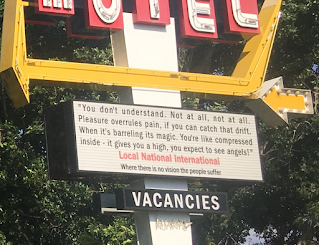 MOTEL
"You don't understand. Not at all, not at all.
Pleasure overrules pain, if you can catch that drift.
When it's barreling its magic. You're like compressed
inside - it gives you a high, you expect to see angels!"
Local National International
Where there is no vision the people suffer
VACANCIES